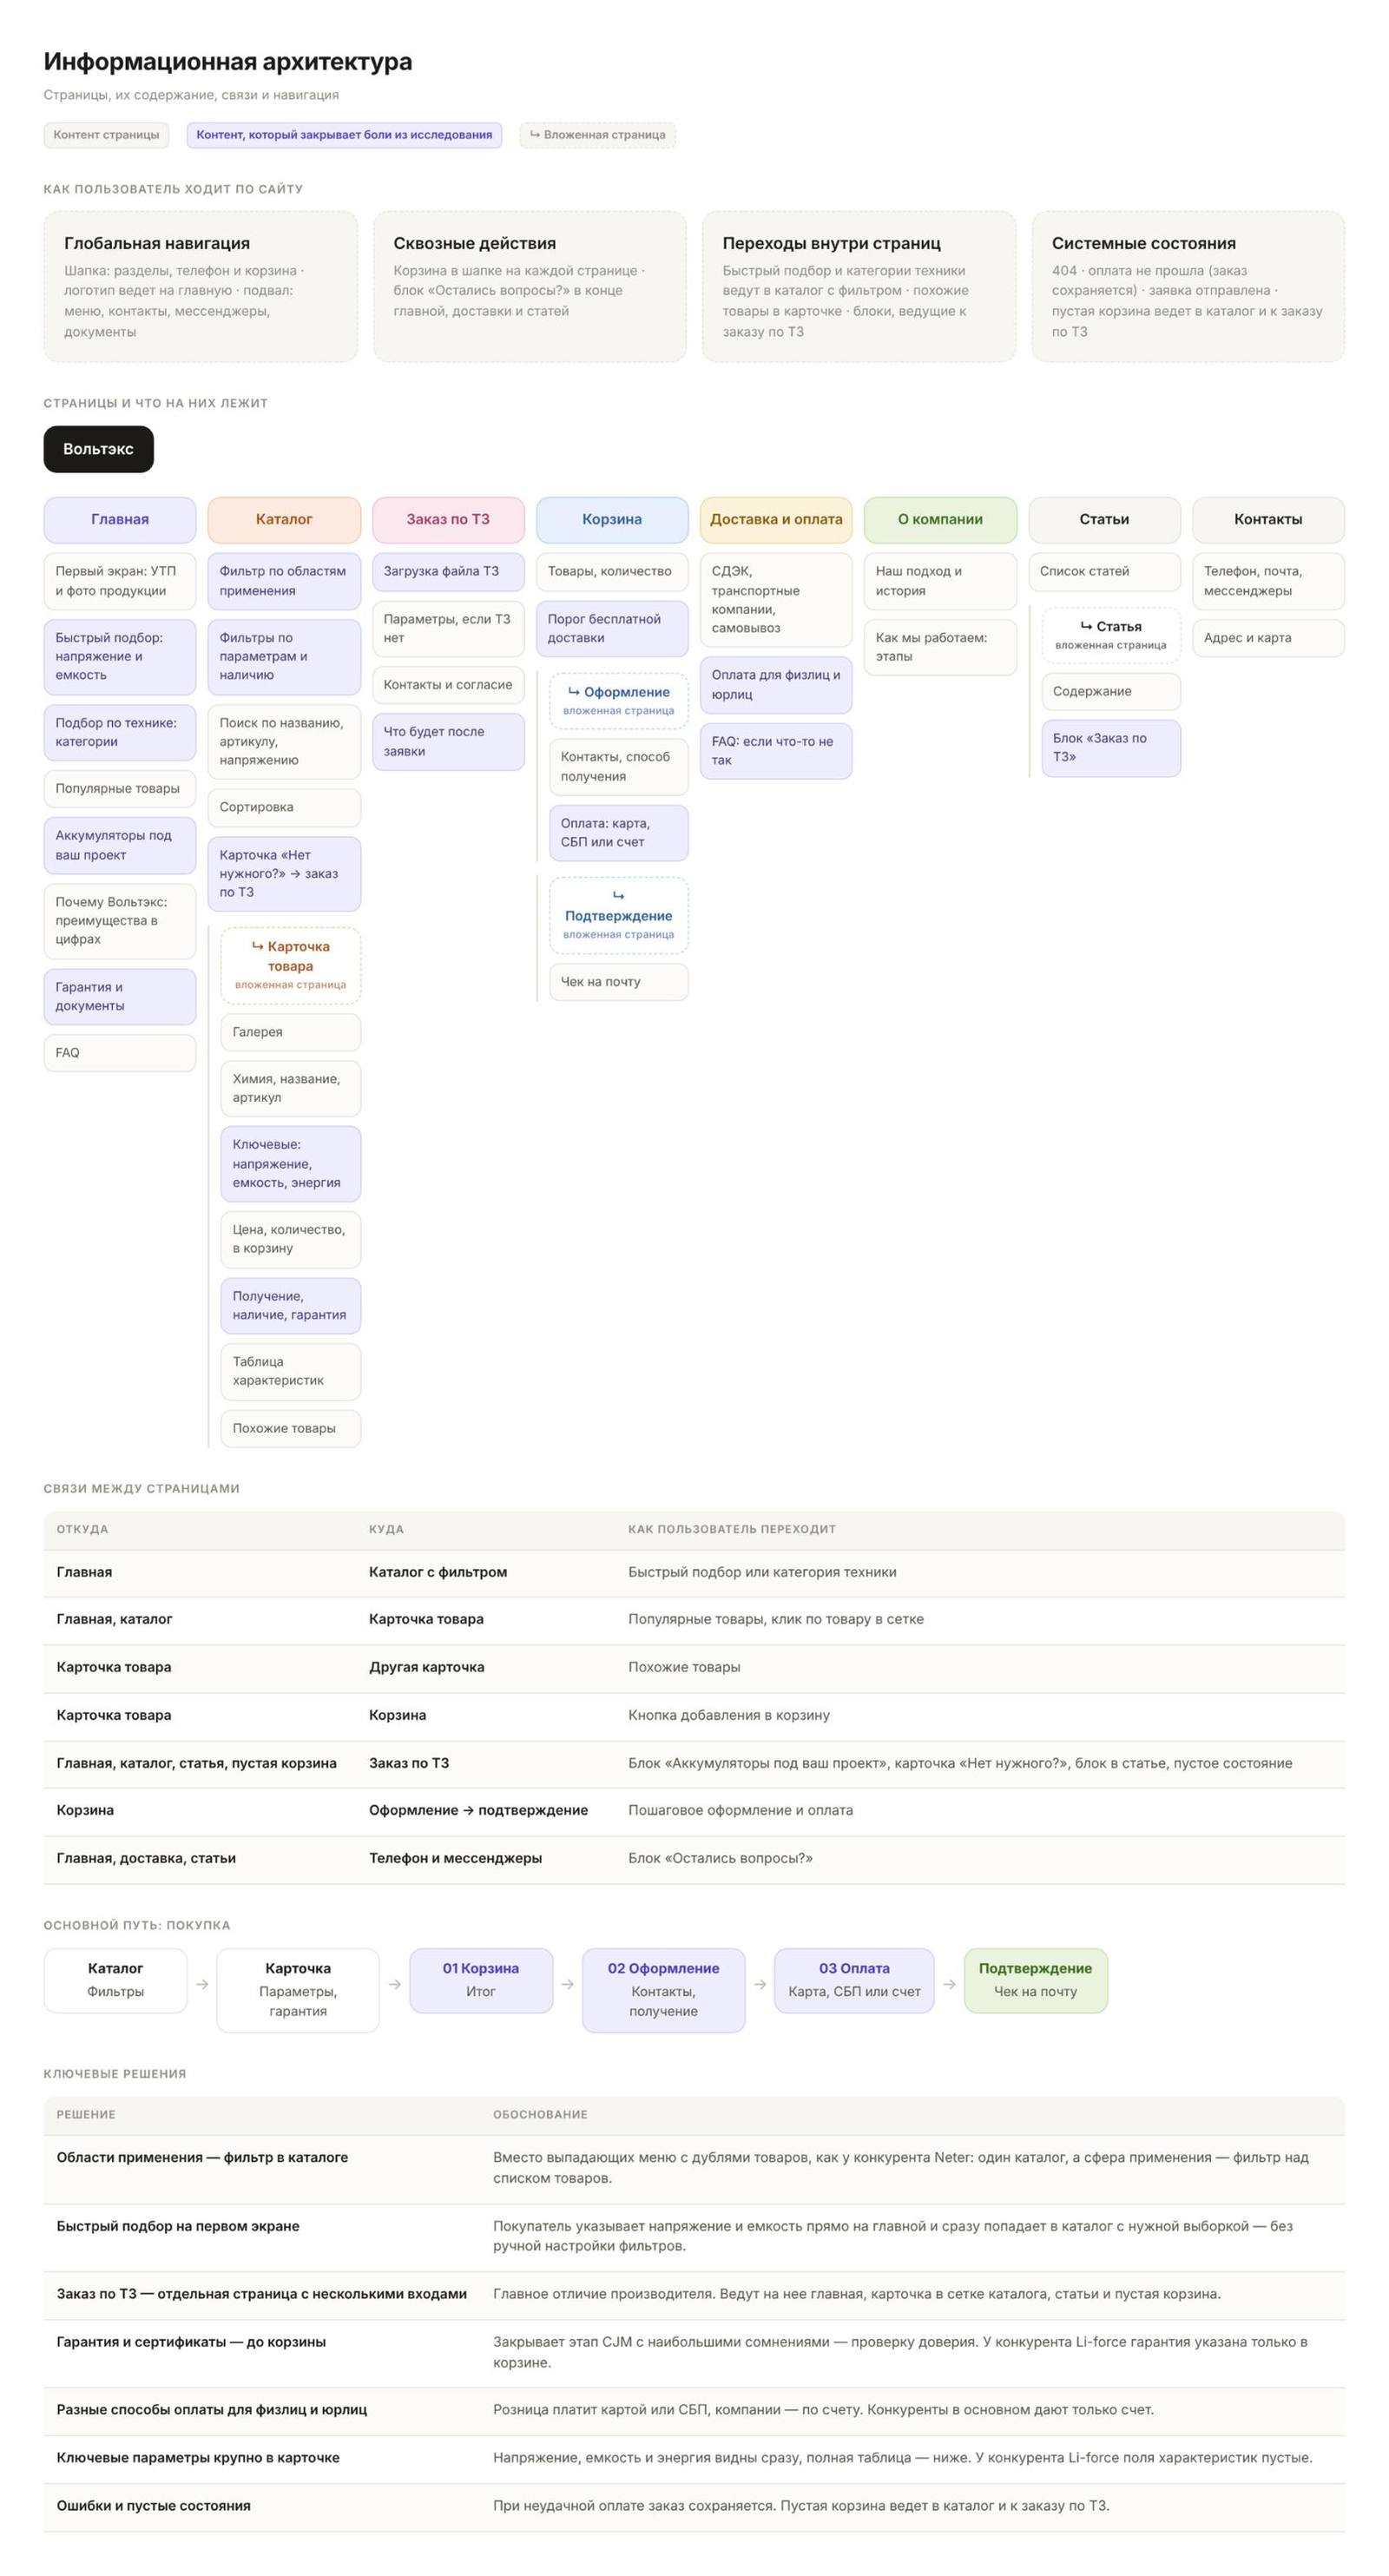 Информационная архитектура
Страницы, их содержание, связи и навигация
Контент страницы
Контент, который закрывает боли из исследования
↳ Вложенная страница
КАК ПОЛЬЗОВАТЕЛЬ ХОДИТ ПО САЙТУ
Глобальная навигация
Шапка: разделы, телефон и корзина ·
логотип ведет на главную · подвал:
меню, контакты, мессенджеры,
документы
Сквозные действия
Корзина в шапке на каждой странице ·
блок «Остались вопросы?» в конце
главной, доставки и статей
Переходы внутри страниц
Быстрый подбор и категории техники
ведут в каталог с фильтром · похожие
товары в карточке · блоки, ведущие к
заказу по ТЗ
Системные состояния
404 · оплата не прошла (заказ
сохраняется) · заявка отправлена ·
пустая корзина ведет в каталог и к заказу
по ТЗ
СТРАНИЦЫ И ЧТО НА НИХ ЛЕЖИТ
Вольтэкс
Главная
Первый экран: УТП
и фото продукции
Быстрый подбор:
напряжение и
емкость
Подбор по технике:
категории
Популярные товары
Аккумуляторы под
ваш проект
Почему Вольтэкс:
преимущества в
цифрах
Гарантия и
документы
FAQ
Каталог
Фильтр по областям
применения
Фильтры по
параметрам и
наличию
Поиск по названию,
артикулу,
напряжению
Сортировка
Карточка «Нет
нужного?» → заказ
по ТЗ
↳ Карточка
товара
вложенная страница
Галерея
Химия, название,
артикул
Ключевые:
напряжение,
емкость, энергия
Цена, количество,
в корзину
Получение,
наличие, гарантия
Таблица
характеристик
Похожие товары
Заказ по ТЗ
Загрузка файла ТЗ
Параметры, если ТЗ
нет
Контакты и согласие
Что будет после
заявки
Корзина
Товары, количество
Порог бесплатной
доставки
↳ Оформление
вложенная страница
Контакты, способ
получения
Оплата: карта,
СБП или счет
↳
Подтверждение
вложенная страница
Чек на почту
Доставка и оплата
СДЭК,
транспортные
компании,
самовывоз
Оплата для физлиц и
юрлиц
FAQ: если что-то не
так
О компании
Наш подход и
история
Как мы работаем:
этапы
Статьи
Список статей
↳ Статья
вложенная страница
Содержание
Блок «Заказ по
ТЗ»
Контакты
Телефон, почта,
мессенджеры
Адрес и карта
СВЯЗИ МЕЖДУ СТРАНИЦАМИ
ОТКУДА КУДА КАК ПОЛЬЗОВАТЕЛЬ ПЕРЕХОДИТ
Главная Каталог с фильтром Быстрый подбор или категория техники
Главная, каталог Карточка товара Популярные товары, клик по товару в сетке
Карточка товара Другая карточка Похожие товары
Карточка товара Корзина Кнопка добавления в корзину
Главная, каталог, статья, пустая корзина Заказ по ТЗ Блок «Аккумуляторы под ваш проект», карточка «Нет нужного?», блок в статье, пустое состояние
Корзина Оформление → подтверждение Пошаговое оформление и оплата
Главная, доставка, статьи Телефон и мессенджеры Блок «Остались вопросы?»
ОСНОВНОЙ ПУТЬ: ПОКУПКА
Каталог
Фильтры
→
Карточка
Параметры,
гарантия
→
01 Корзина
Итог
→
02 Оформление
Контакты,
получение
→
03 Оплата
Карта, СБП или счет
→
Подтверждение
Чек на почту
КЛЮЧЕВЫЕ РЕШЕНИЯ
РЕШЕНИЕ ОБОСНОВАНИЕ
Области применения — фильтр в каталоге Вместо выпадающих меню с дублями товаров, как у конкурента Neter: один каталог, а сфера применения — фильтр над
списком товаров.
Быстрый подбор на первом экране Покупатель указывает напряжение и емкость прямо на главной и сразу попадает в каталог с нужной выборкой — без
ручной настройки фильтров.
Заказ по ТЗ — отдельная страница с несколькими входами Главное отличие производителя. Ведут на нее главная, карточка в сетке каталога, статьи и пустая корзина.
Гарантия и сертификаты — до корзины Закрывает этап CJM с наибольшими сомнениями — проверку доверия. У конкурента Li-force гарантия указана только в
корзине.
Разные способы оплаты для физлиц и юрлиц Розница платит картой или СБП, компании — по счету. Конкуренты в основном дают только счет.
Ключевые параметры крупно в карточке Напряжение, емкость и энергия видны сразу, полная таблица — ниже. У конкурента Li-force поля характеристик пустые.
Ошибки и пустые состояния При неудачной оплате заказ сохраняется. Пустая корзина ведет в каталог и к заказу по ТЗ.